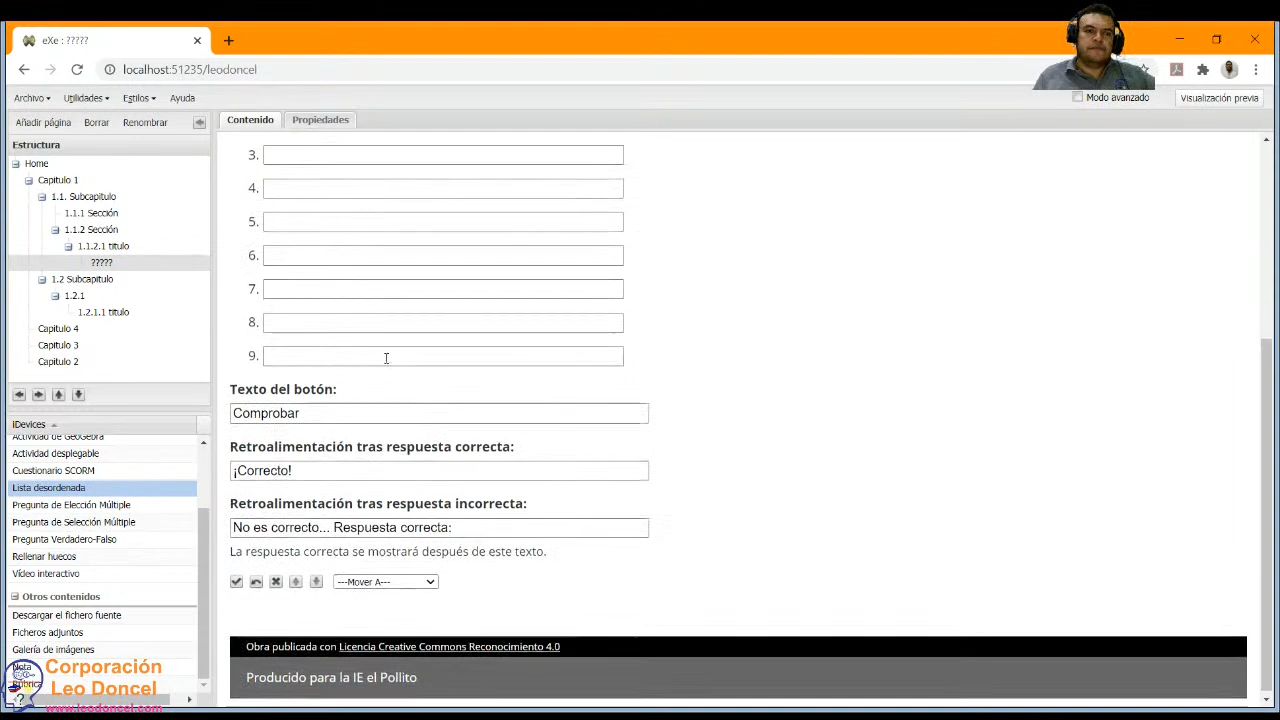 eXe : ?????
localhost:51235/leodoncel
Archivo Utilidades Estilos Ayuda
Modo avanzado
Visualización previa
Añadir página Borrar Renombrar
Contenido Propiedades
Estructura
Home
Capitulo 1
1.1. Subcapitulo
1.1.1 Sección
1.1.2 Sección
1.1.2.1 titulo
?????
1.2 Subcapitulo
1.2.1
1.2.1.1 titulo
Capitulo 4
Capitulo 3
Capitulo 2
iDevices
Actividad de GeoGebra
Actividad desplegable
Cuestionario SCORM
Lista desordenada
Pregunta de Elección Múltiple
Pregunta de Selección Múltiple
Pregunta Verdadero-Falso
Rellenar huecos
Vídeo interactivo
Otros contenidos
Descargar el fichero fuente
Ficheros adjuntos
Galería de imágenes
Nota
Rúbrica
Corporación
Leo Doncel
www.leodoncel.com
3.
4.
5.
6.
7.
8.
9.
Texto del botón:
Comprobar
Retroalimentación tras respuesta correcta:
¡Correcto!
Retroalimentación tras respuesta incorrecta:
No es correcto... Respuesta correcta:
La respuesta correcta se mostrará después de este texto.
---Mover A---
Obra publicada con Licencia Creative Commons Reconocimiento 4.0
Producido para la IE el Pollito